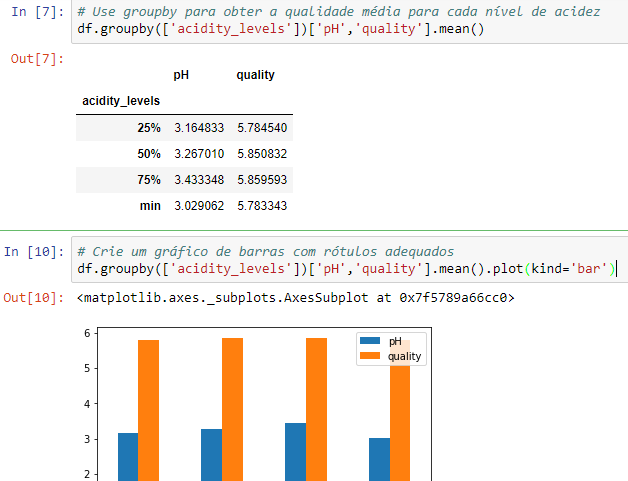 In [7]: # Use groupby para obter a qualidade média para cada nível de acidez
df.groupby(['acidity_levels'])['pH','quality'].mean()
Out[7]:
pH quality
acidity_levels
25% 3.164833 5.784540
50% 3.267010 5.850832
75% 3.433348 5.859593
min 3.029062 5.783343
In [10]: # Crie um gráfico de barras com rótulos adequados
df.groupby(['acidity_levels'])['pH','quality'].mean().plot(kind='bar')
Out[10]: <matplotlib.axes._subplots.AxesSubplot at 0x7f5789a66cc0>
6
pH
quality
5
4
3
2